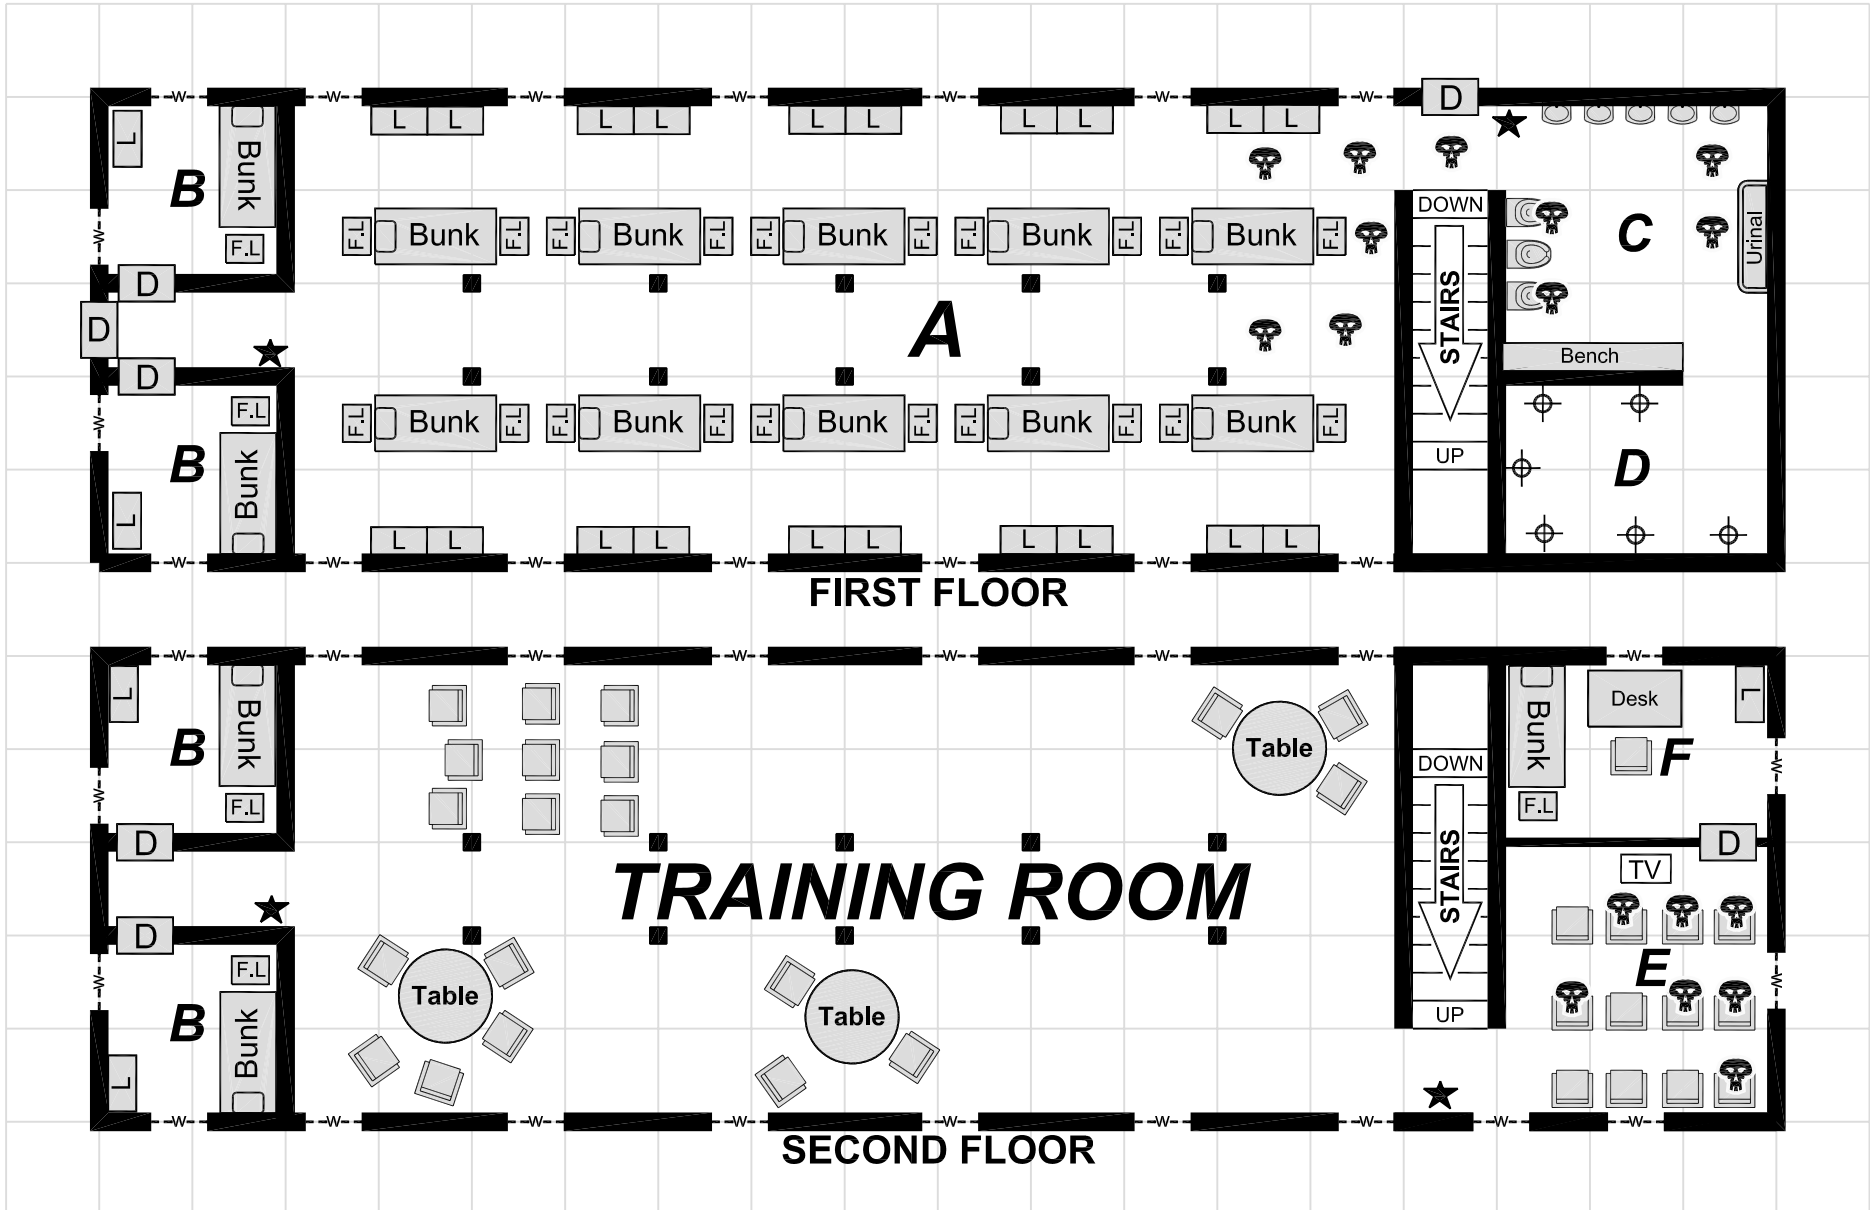 W W W W W W W D
L L L L L L L L L L
L
Bunk
B
DOWN
F.L Bunk F.L F.L Bunk F.L F.L Bunk F.L F.L Bunk F.L F.L Bunk F.L
C
Urinal
W
F.L
D
STAIRS
D
A
Bench
D
F.L
W
F.L Bunk F.L F.L Bunk F.L F.L Bunk F.L F.L Bunk F.L F.L Bunk F.L
UP
B
Bunk
D
L
L L L L L L L L L L
W W W W W W W
FIRST FLOOR
W W W W W W W W
L
Bunk
B
Bunk
Desk
L
F
Table
DOWN
W
W
F.L
F.L
D
D
TV
STAIRS
TRAINING ROOM
D
F.L
E
W
W
Table
Table
UP
B
Bunk
L
W W W W W W W W W
SECOND FLOOR